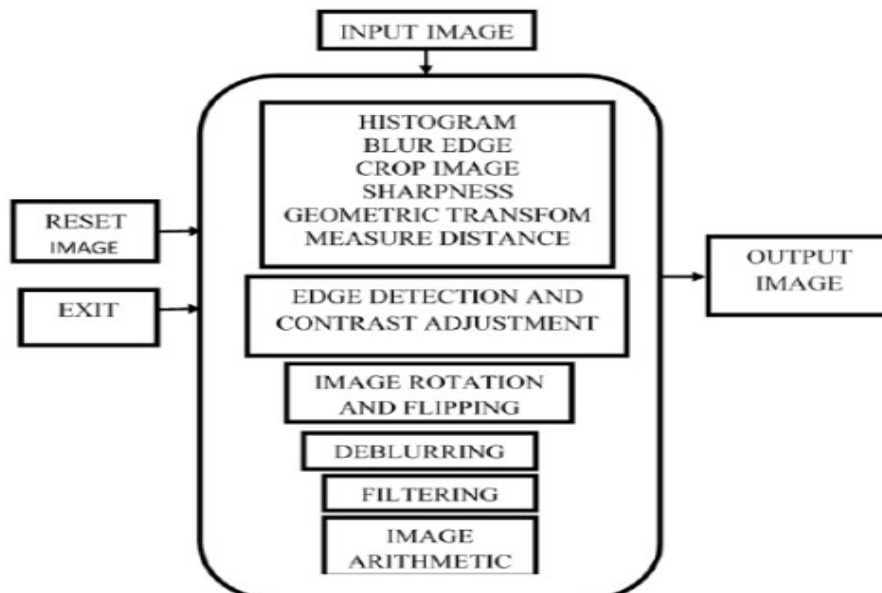 INPUT IMAGE
HISTOGRAM
BLUR EDGE
CROP IMAGE
SHARPNESS
GEOMETRIC TRANSFOM
MEASURE DISTANCE
RESET
IMAGE
EXIT
EDGE DETECTION AND
CONTRAST ADJUSTMENT
OUTPUT
IMAGE
IMAGE ROTATION
AND FLIPPING
DEBLURRING
FILTERING
IMAGE
ARITHMETIC